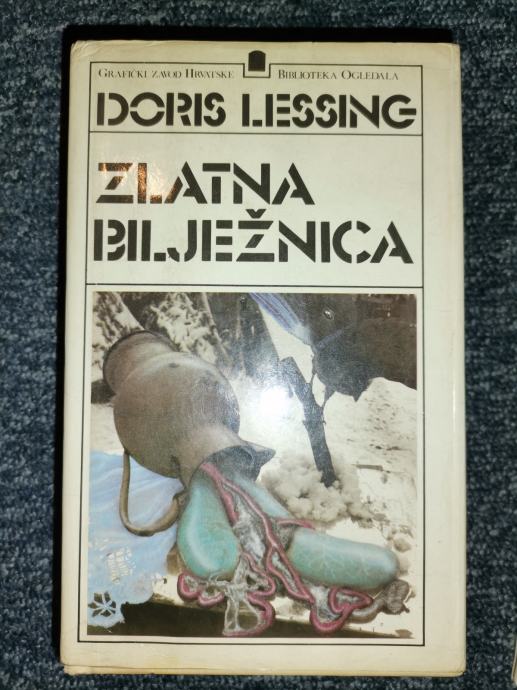 GRAFIČKI ZAVOD HRVATSKE BIBLIOTEKA OGLEDALA
DORIS LESSING
ZLATNA
BILJEŽNICA